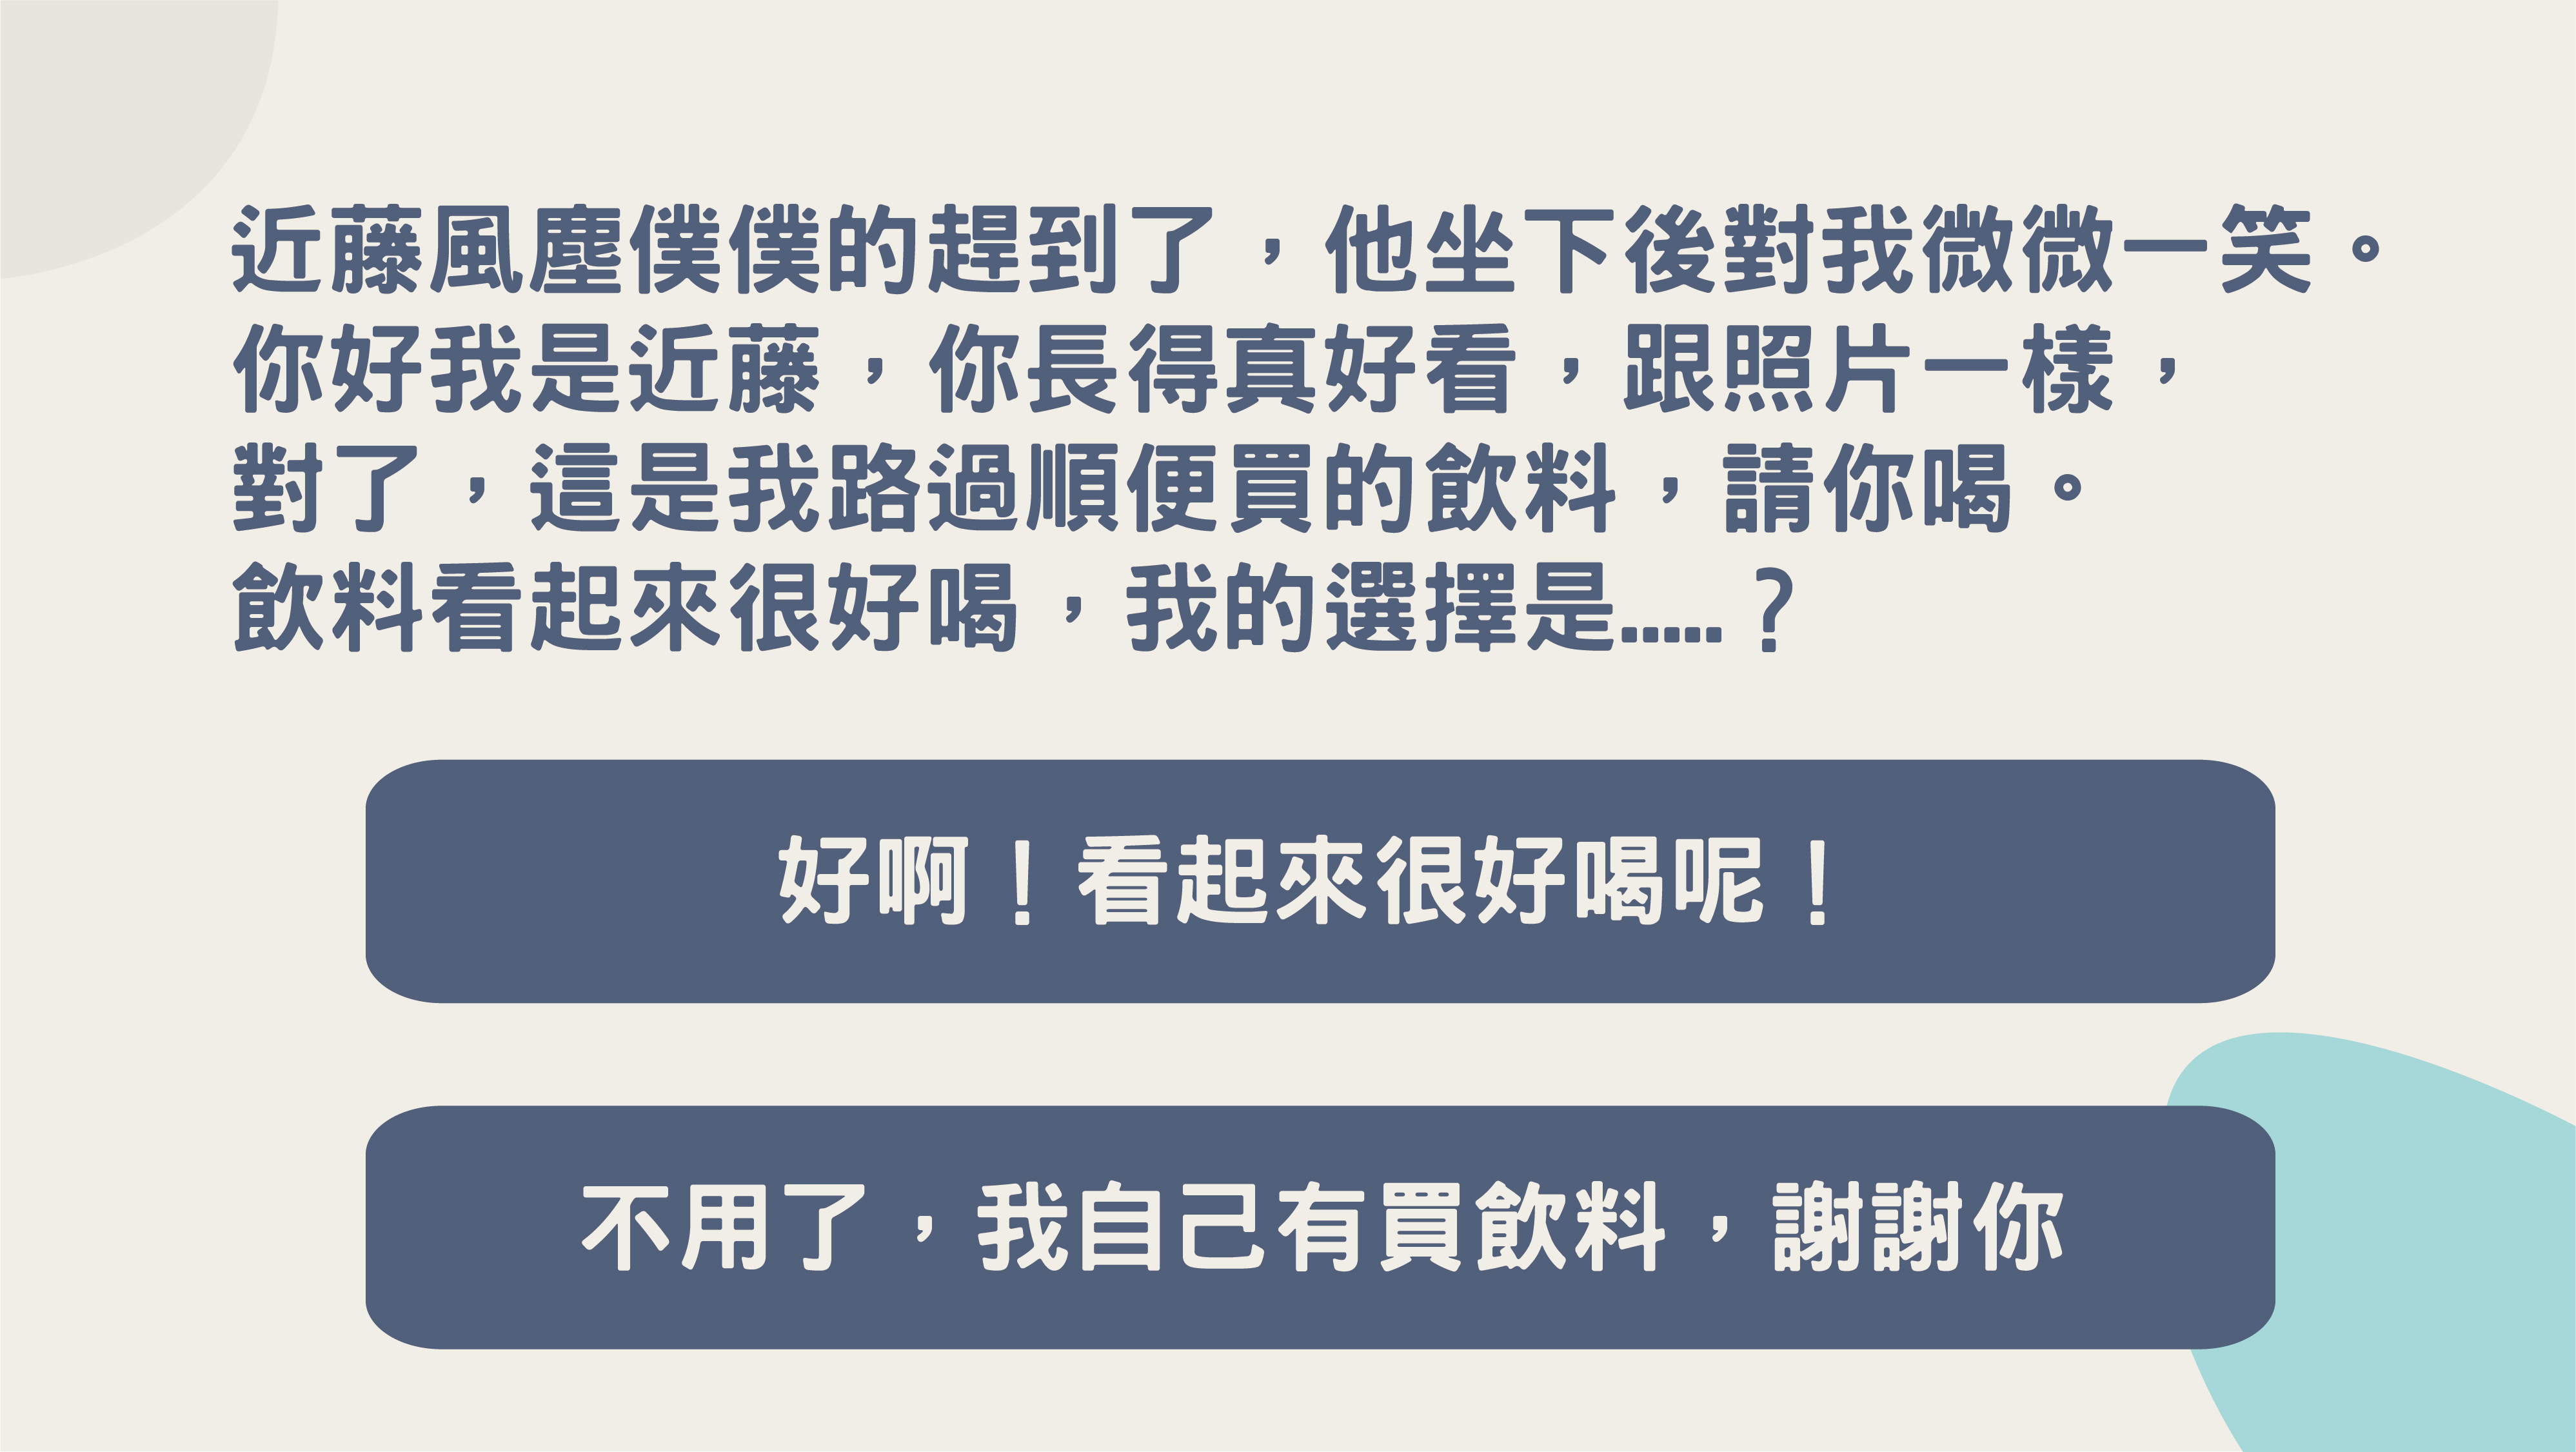 近藤風塵僕僕的趕到了，他坐下後對我微微一笑。
你好我是近藤，你長得真好看，跟照片一樣，
對了，這是我路過順便買的飲料，請你喝。
飲料看起來很好喝，我的選擇是.....？
好啊！看起來很好喝呢！
不用了，我自己有買飲料，謝謝你